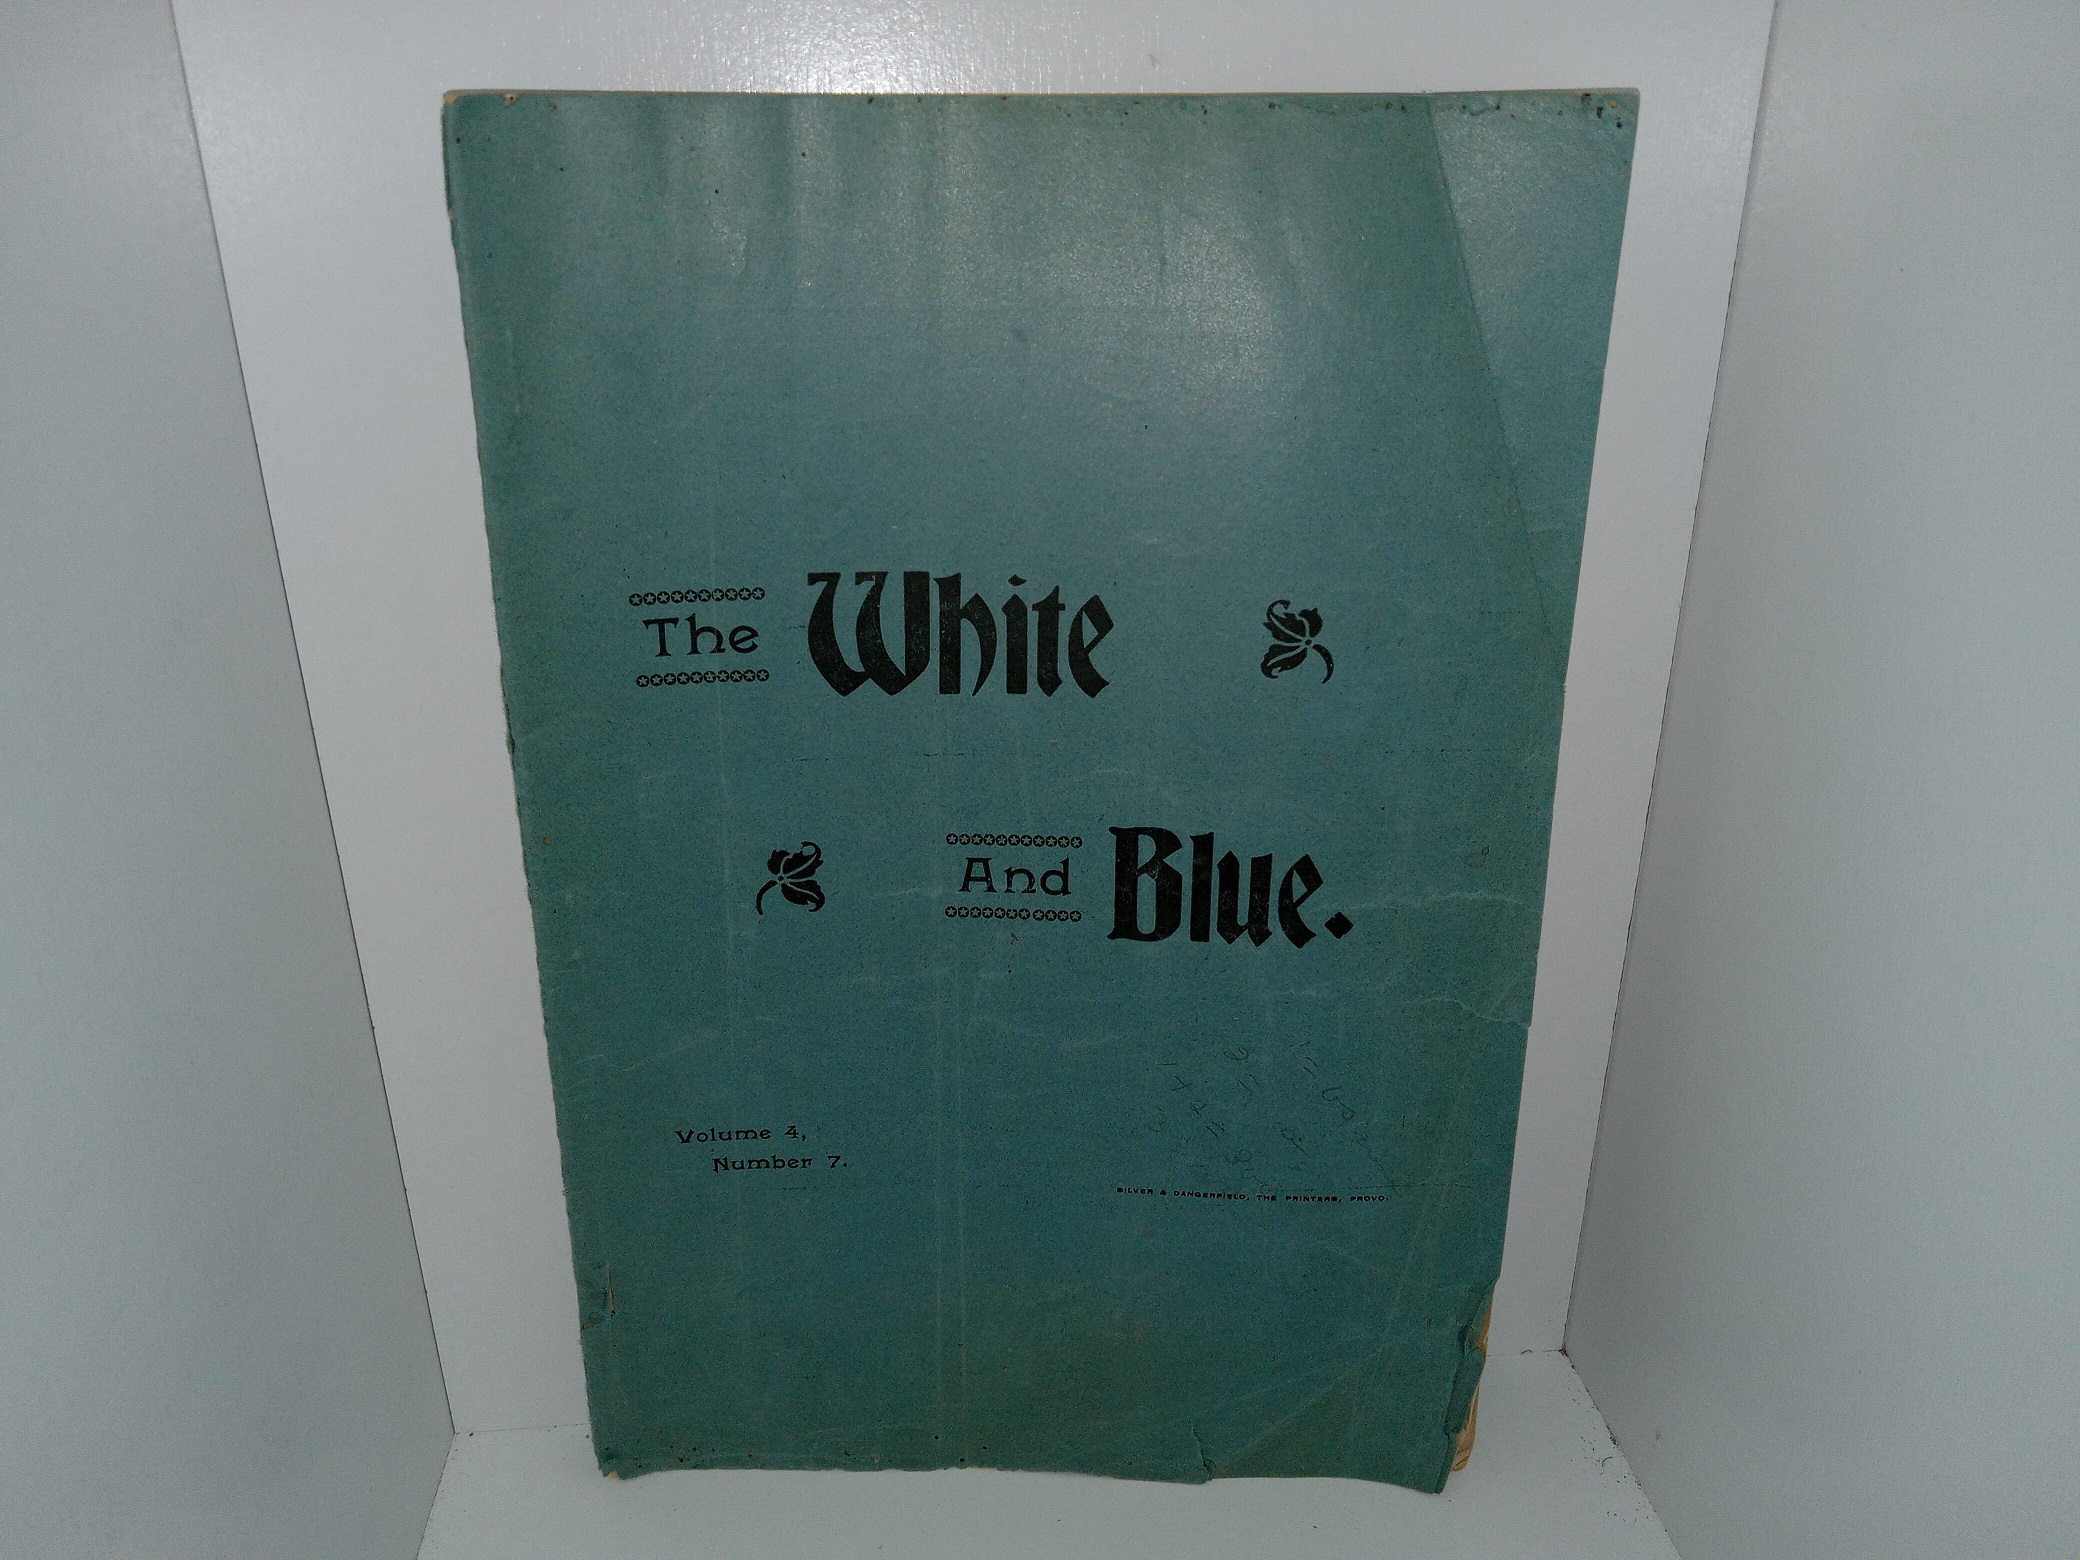 The White
And Blue.
Volume 4,
Number 7.
SILVER & DANGERFIELD, THE PRINTERS, PROVO.